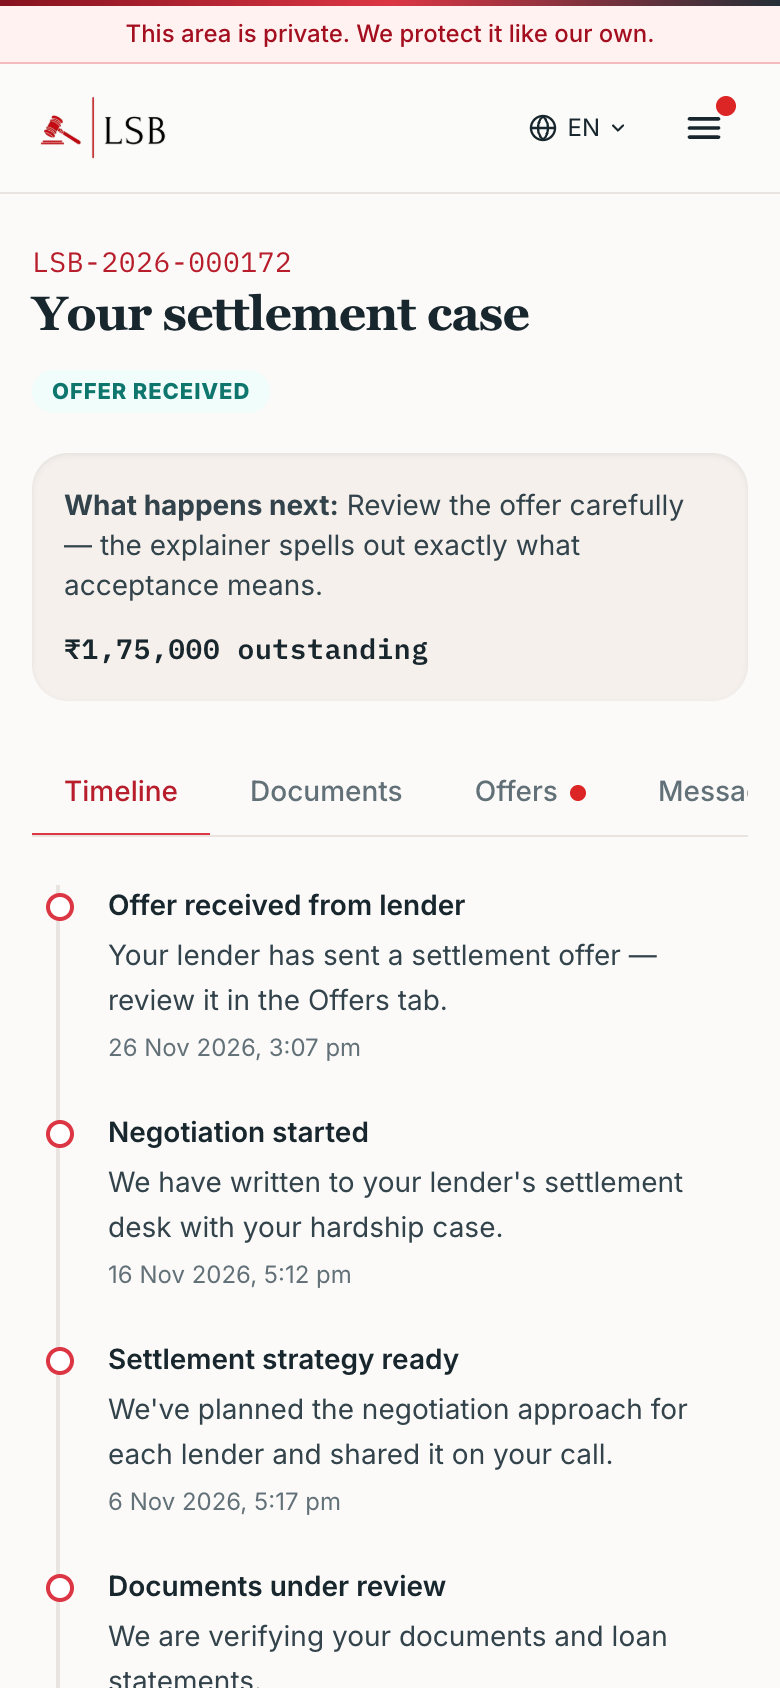 This area is private. We protect it like our own.
LSB
EN
LSB-2026-000172
Your settlement case
OFFER RECEIVED
What happens next: Review the offer carefully
— the explainer spells out exactly what
acceptance means.
₹1,75,000 outstanding
Timeline Documents Offers Messa
Offer received from lender
Your lender has sent a settlement offer —
review it in the Offers tab.
26 Nov 2026, 3:07 pm
Negotiation started
We have written to your lender's settlement
desk with your hardship case.
16 Nov 2026, 5:12 pm
Settlement strategy ready
We've planned the negotiation approach for
each lender and shared it on your call.
6 Nov 2026, 5:17 pm
Documents under review
We are verifying your documents and loan
statements.